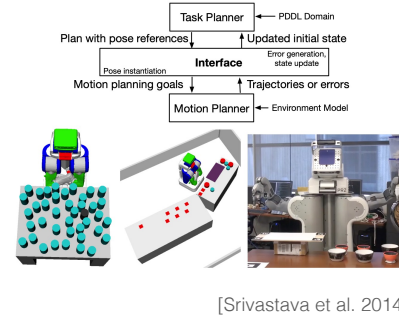 Task Planner
PDDL Domain
Plan with pose references
Updated initial state
Interface
Error generation,
state update
Pose instantiation
Motion planning goals
Trajectories or errors
Motion Planner
Environment Model
[Srivastava et al. 2014